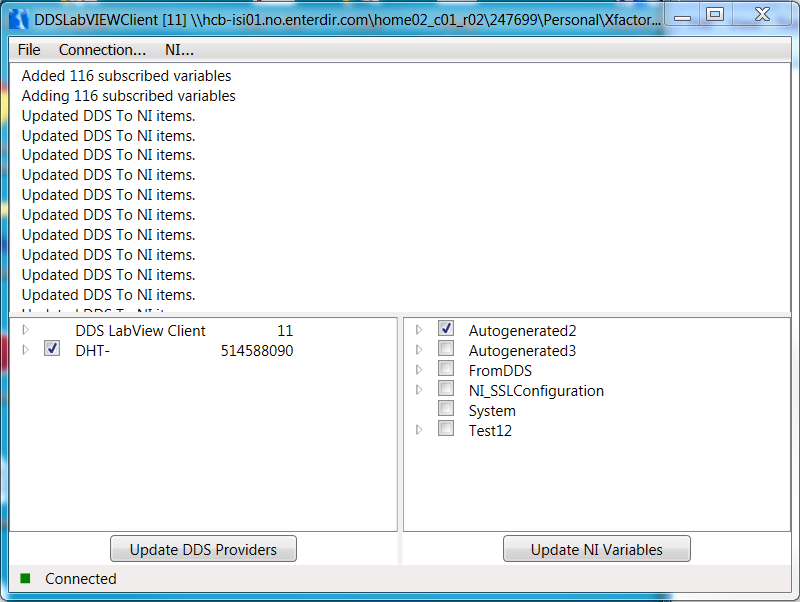 DDSLabVIEWClient [11] \\hcb-isi01.no.enterdir.com\home02_c01_r02\247699\Personal\Xfactor...
File Connection... NI...
Added 116 subscribed variables
Adding 116 subscribed variables
Updated DDS To NI items.
Updated DDS To NI items.
Updated DDS To NI items.
Updated DDS To NI items.
Updated DDS To NI items.
Updated DDS To NI items.
Updated DDS To NI items.
Updated DDS To NI items.
Updated DDS To NI items.
Updated DDS To NI items.
DDS LabView Client 11
DHT- 514588090
Autogenerated2
Autogenerated3
FromDDS
NI_SSLConfiguration
System
Test12
Update DDS Providers
Update NI Variables
Connected